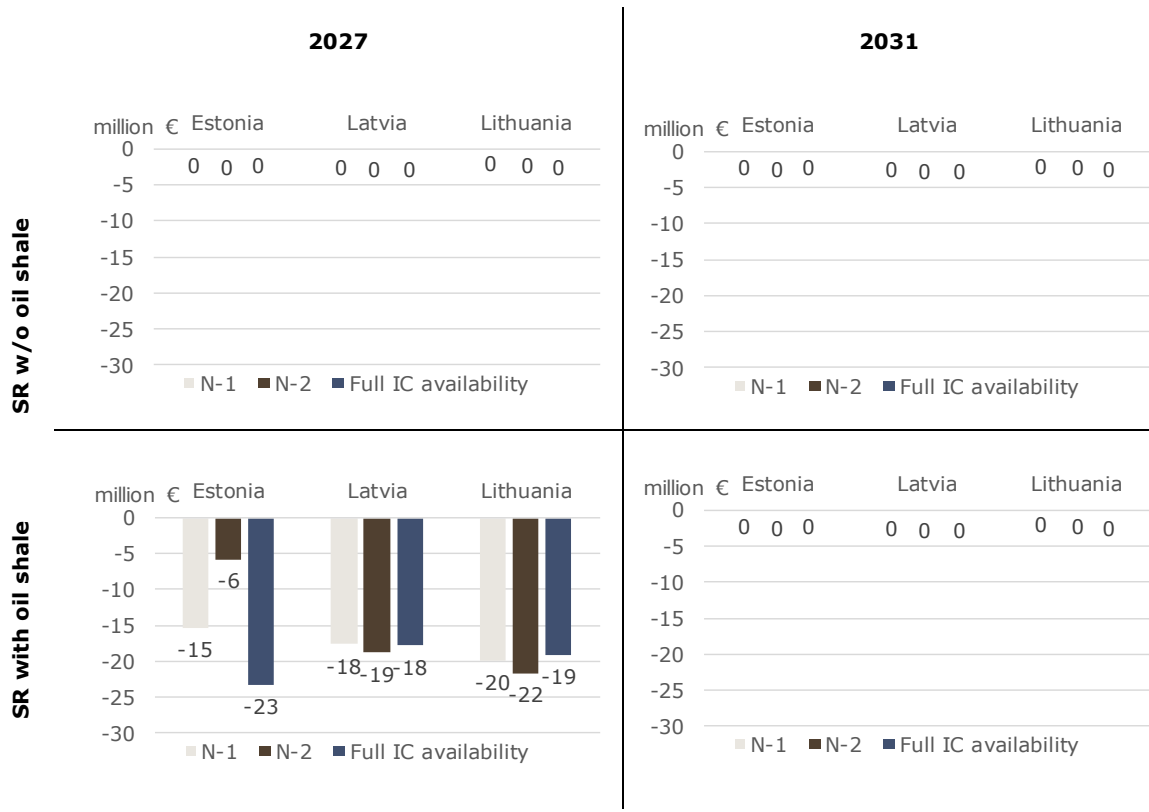 2027
2031
SR w/o oil shale
million € Estonia Latvia Lithuania
0
0 0 0 0 0 0 0 0 0
-5
-10
-15
-20
-25
-30
N-1 N-2 Full IC availability
million € Estonia Latvia Lithuania
0
0 0 0 0 0 0 0 0 0
-5
-10
-15
-20
-25
-30
N-1 N-2 Full IC availability
SR with oil shale
million € Estonia Latvia Lithuania
0
-5
-6
-10
-15
-15
-18 -19 -18 -20 -22 -19
-20
-23
-25
-30
N-1 N-2 Full IC availability
million € Estonia Latvia Lithuania
0
0 0 0 0 0 0 0 0 0
-5
-10
-15
-20
-25
-30
N-1 N-2 Full IC availability